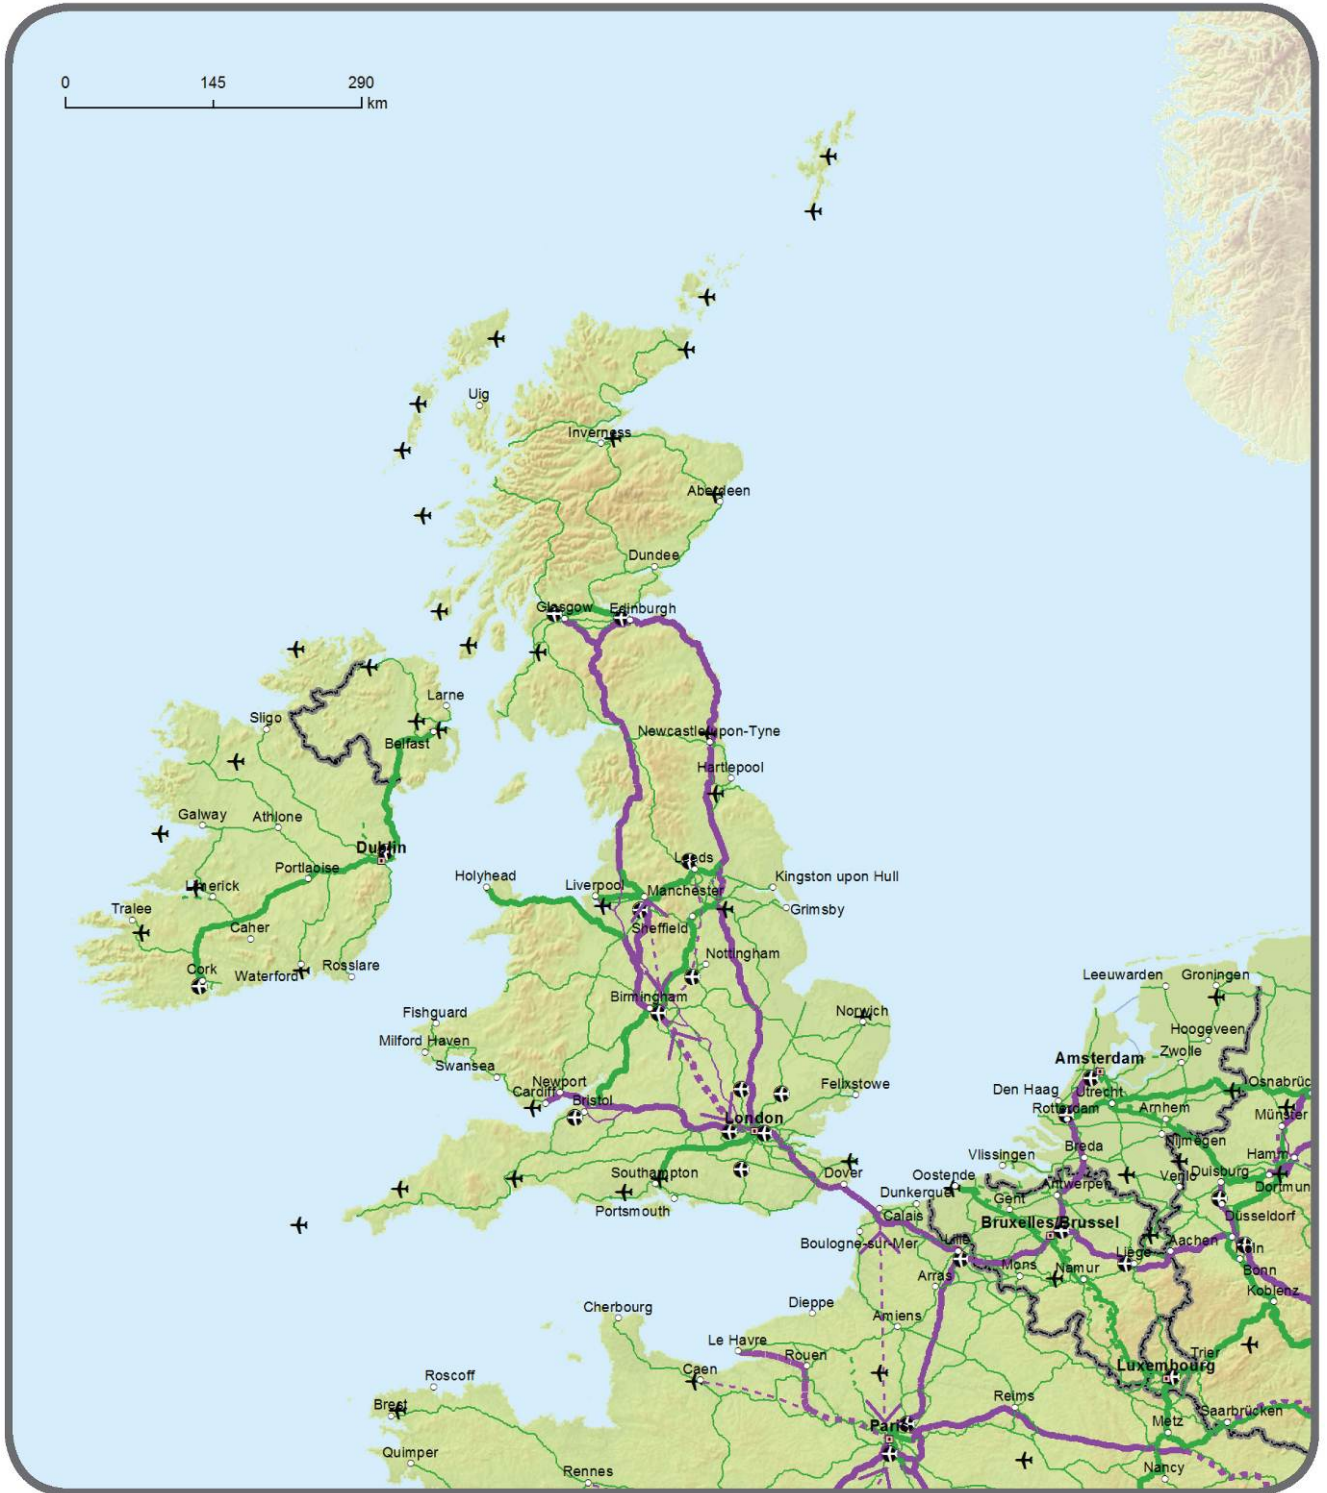 0 145 290
km
Uig
Inverness
Aberdeen
Dundee
Glasgow
Edinburgh
Larne
Sligo
Belfast
Newcastle-upon-Tyne
Hartlepool
Galway
Athlone
Dublin
Portlaoise
Limerick
Tralee
Caher
Cork
Waterford
Rosslare
Holyhead
Liverpool
Leeds
Manchester
Kingston upon Hull
Grimsby
Sheffield
Nottingham
Birmingham
Fishguard
Milford Haven
Swansea
Newport
Cardiff
Bristol
Norwich
Felixstowe
London
Southampton
Portsmouth
Dover
Leeuwarden
Groningen
Hoogeveen
Zwolle
Amsterdam
Den Haag
Utrecht
Osnabrüc
Rotterdam
Arnhem
Münster
Nijmegen
Breda
Hamm
Vlissingen
Venlo
Duisburg
Oostende
Antwerpen
Dortmun
Dunkerque
Gent
Düsseldorf
Calais
Bruxelles/Brussel
Boulogne-sur-Mer
Lille
Liège
Aachen
Köln
Mons
Namur
Bonn
Arras
Koblenz
Cherbourg
Dieppe
Amiens
Le Havre
Rouen
Trier
Caen
Luxembourg
Roscoff
Reims
Brest
Paris
Metz
Saarbrücken
Quimper
Rennes
Nancy